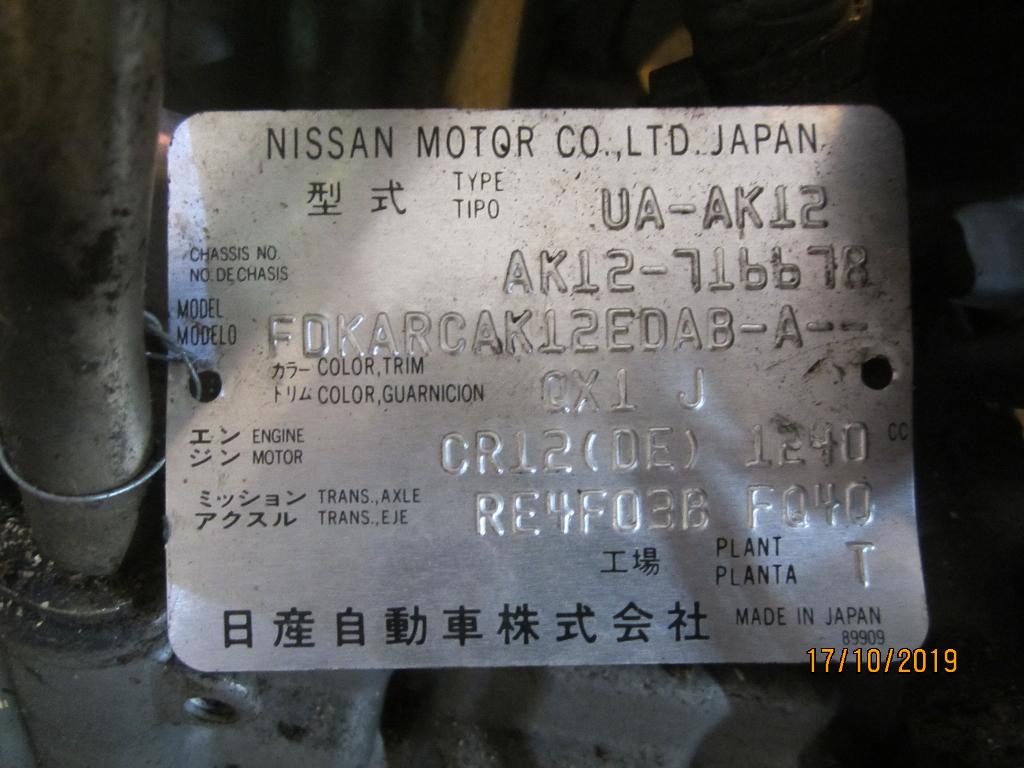 NISSAN MOTOR CO.,LTD. JAPAN
型式 TYPE TIPO UA-AK12
CHASSIS NO.
NO.DE CHASIS AK12-716678
MODEL
MODELO FDKARCAK12EDAB-A--
カラー COLOR,TRIM
トリム COLOR,GUARNICION QX1 J
エン ENGINE
ジン MOTOR CR12(DE) 1240 CC
ミッション TRANS.,AXLE
アクスル TRANS.,EJE RE4F03B FQ40
工場 PLANT
PLANTA T
日産自動車株式会社 MADE IN JAPAN
89909
17/10/2019